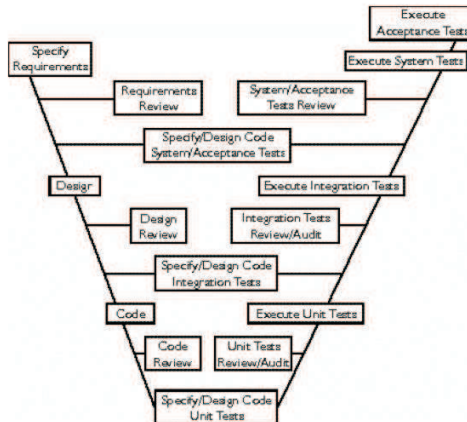 Execute
Acceptance Tests
Specify
Requirements
Execute System Tests
Requirements
Review
System/Acceptance
Tests Review
Specify/Design Code
System/Acceptance Tests
Design
Execute Integration Tests
Design
Review
Integration Tests
Review/Audit
Specify/Design Code
Integration Tests
Code
Execute Unit Tests
Code
Review
Unit Tests
Review/Audit
Specify/Design Code
Unit Tests